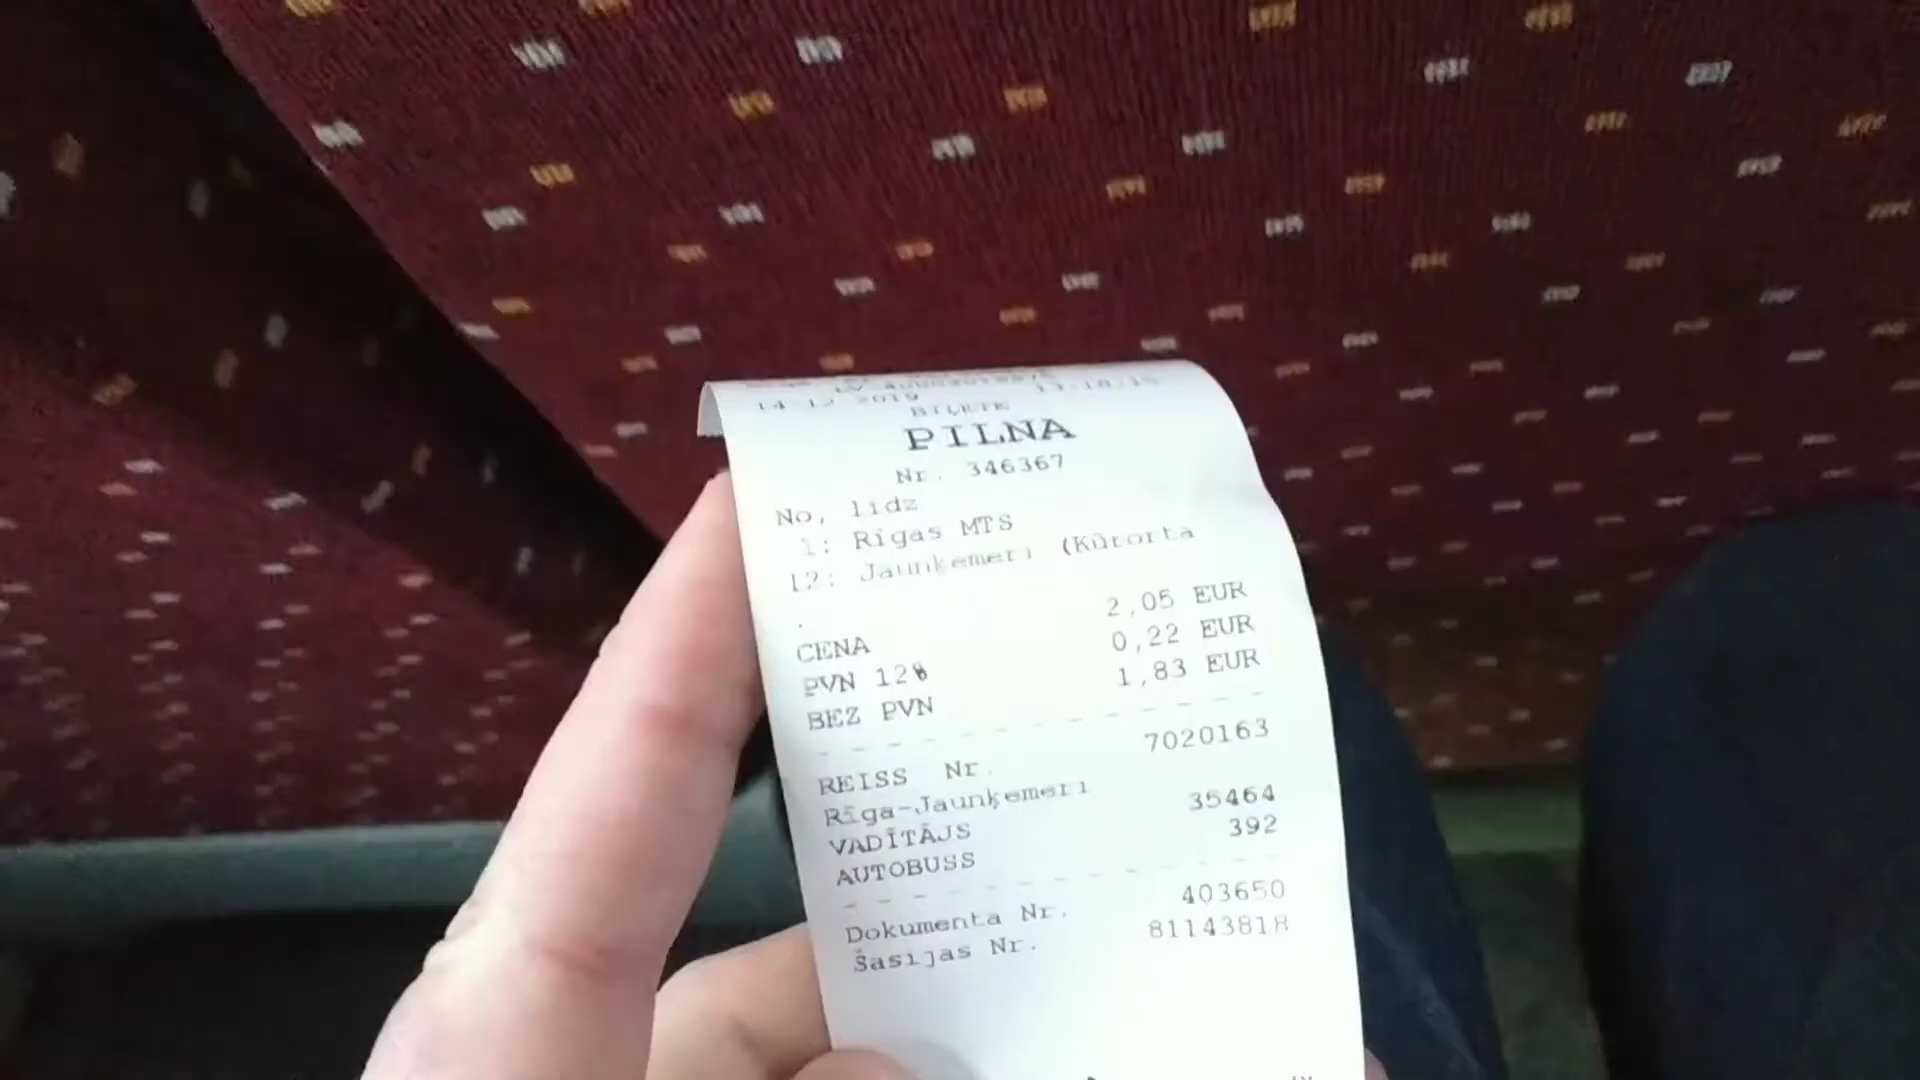 14 12 2019
BIĻETE
PILNA
Nr. 346367
No, līdz
1: Rīgas MTS
12: Jaunķemeri (Kūrorta
.
CENA 2,05 EUR
PVN 12% 0,22 EUR
BEZ PVN 1,83 EUR
REISS Nr. 7020163
Rīga-Jaunķemeri
VADĪTĀJS 35464
AUTOBUSS 392
Dokumenta Nr. 403650
Šasijas Nr. 81143818